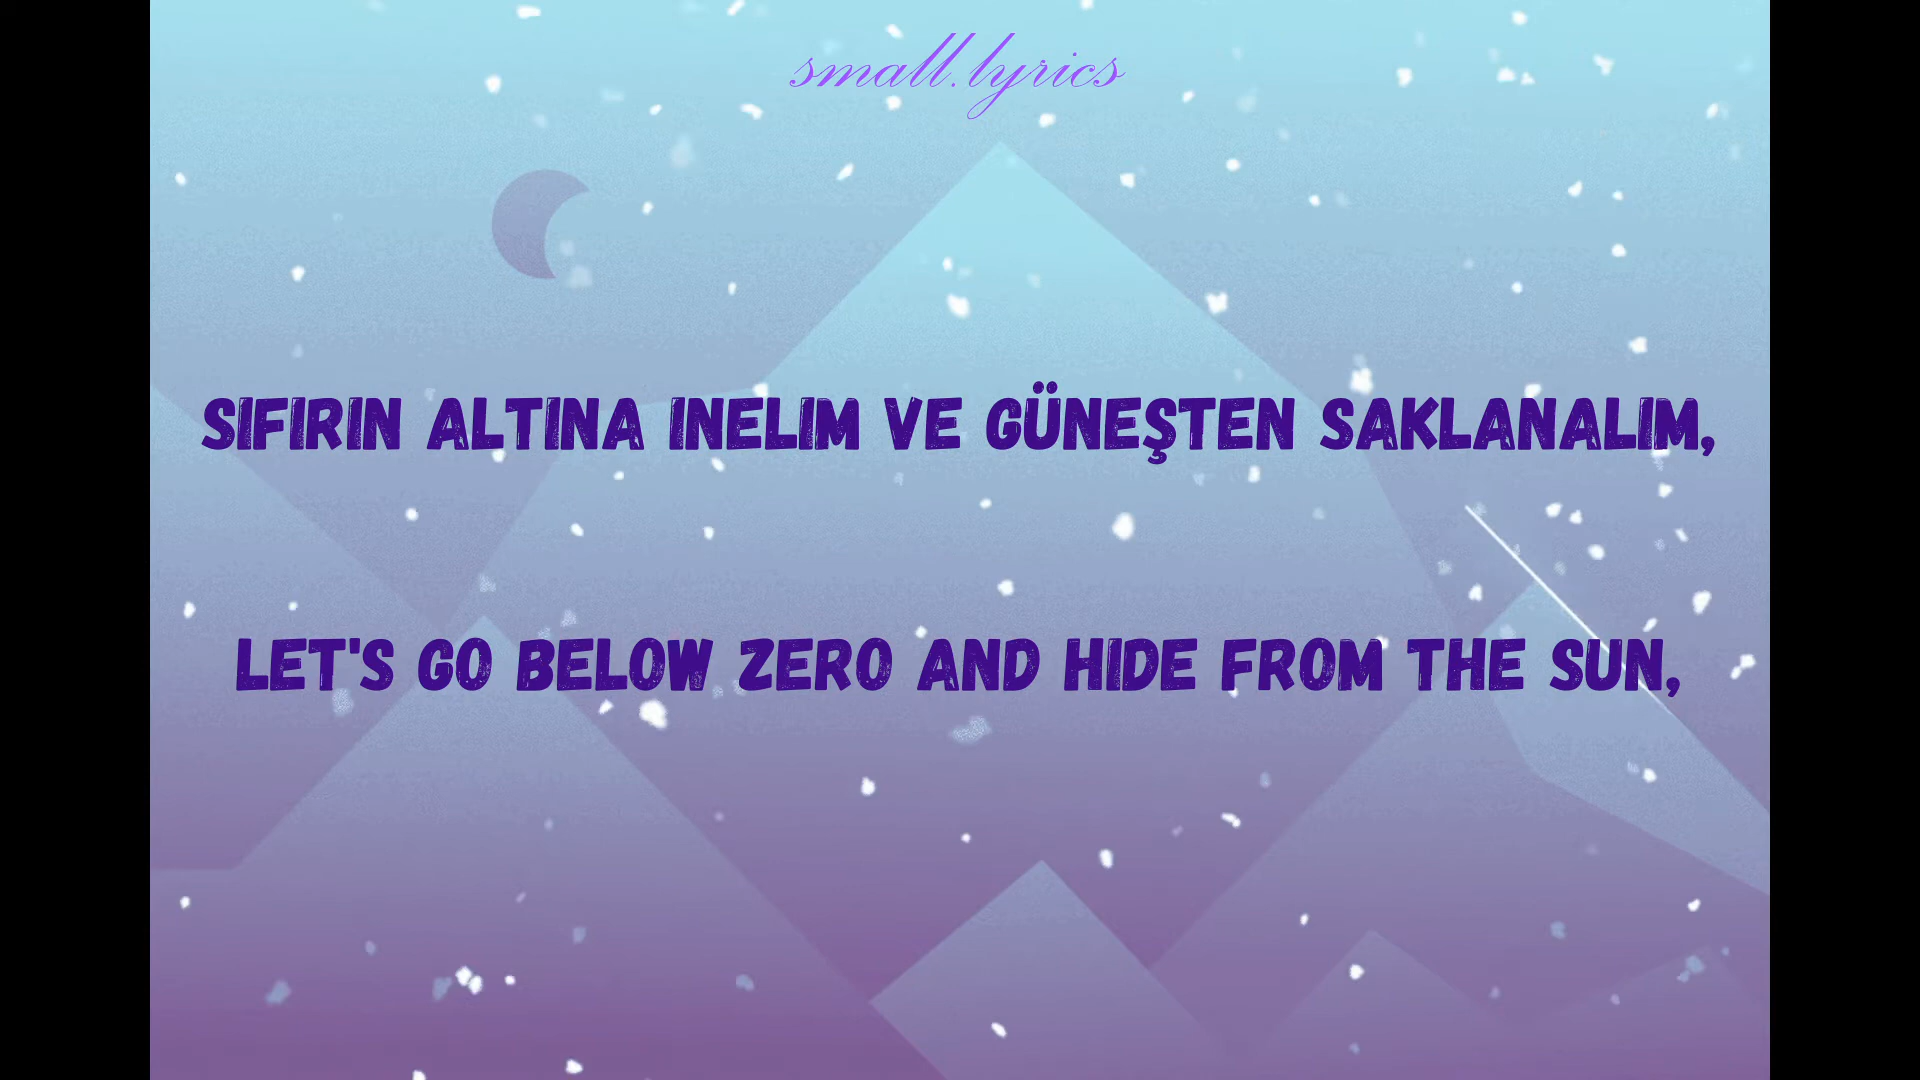 small.lyrics
SIFIRIN ALTINA INELIM VE GÜNEŞTEN SAKLANALIM,
LET'S GO BELOW ZERO AND HIDE FROM THE SUN,